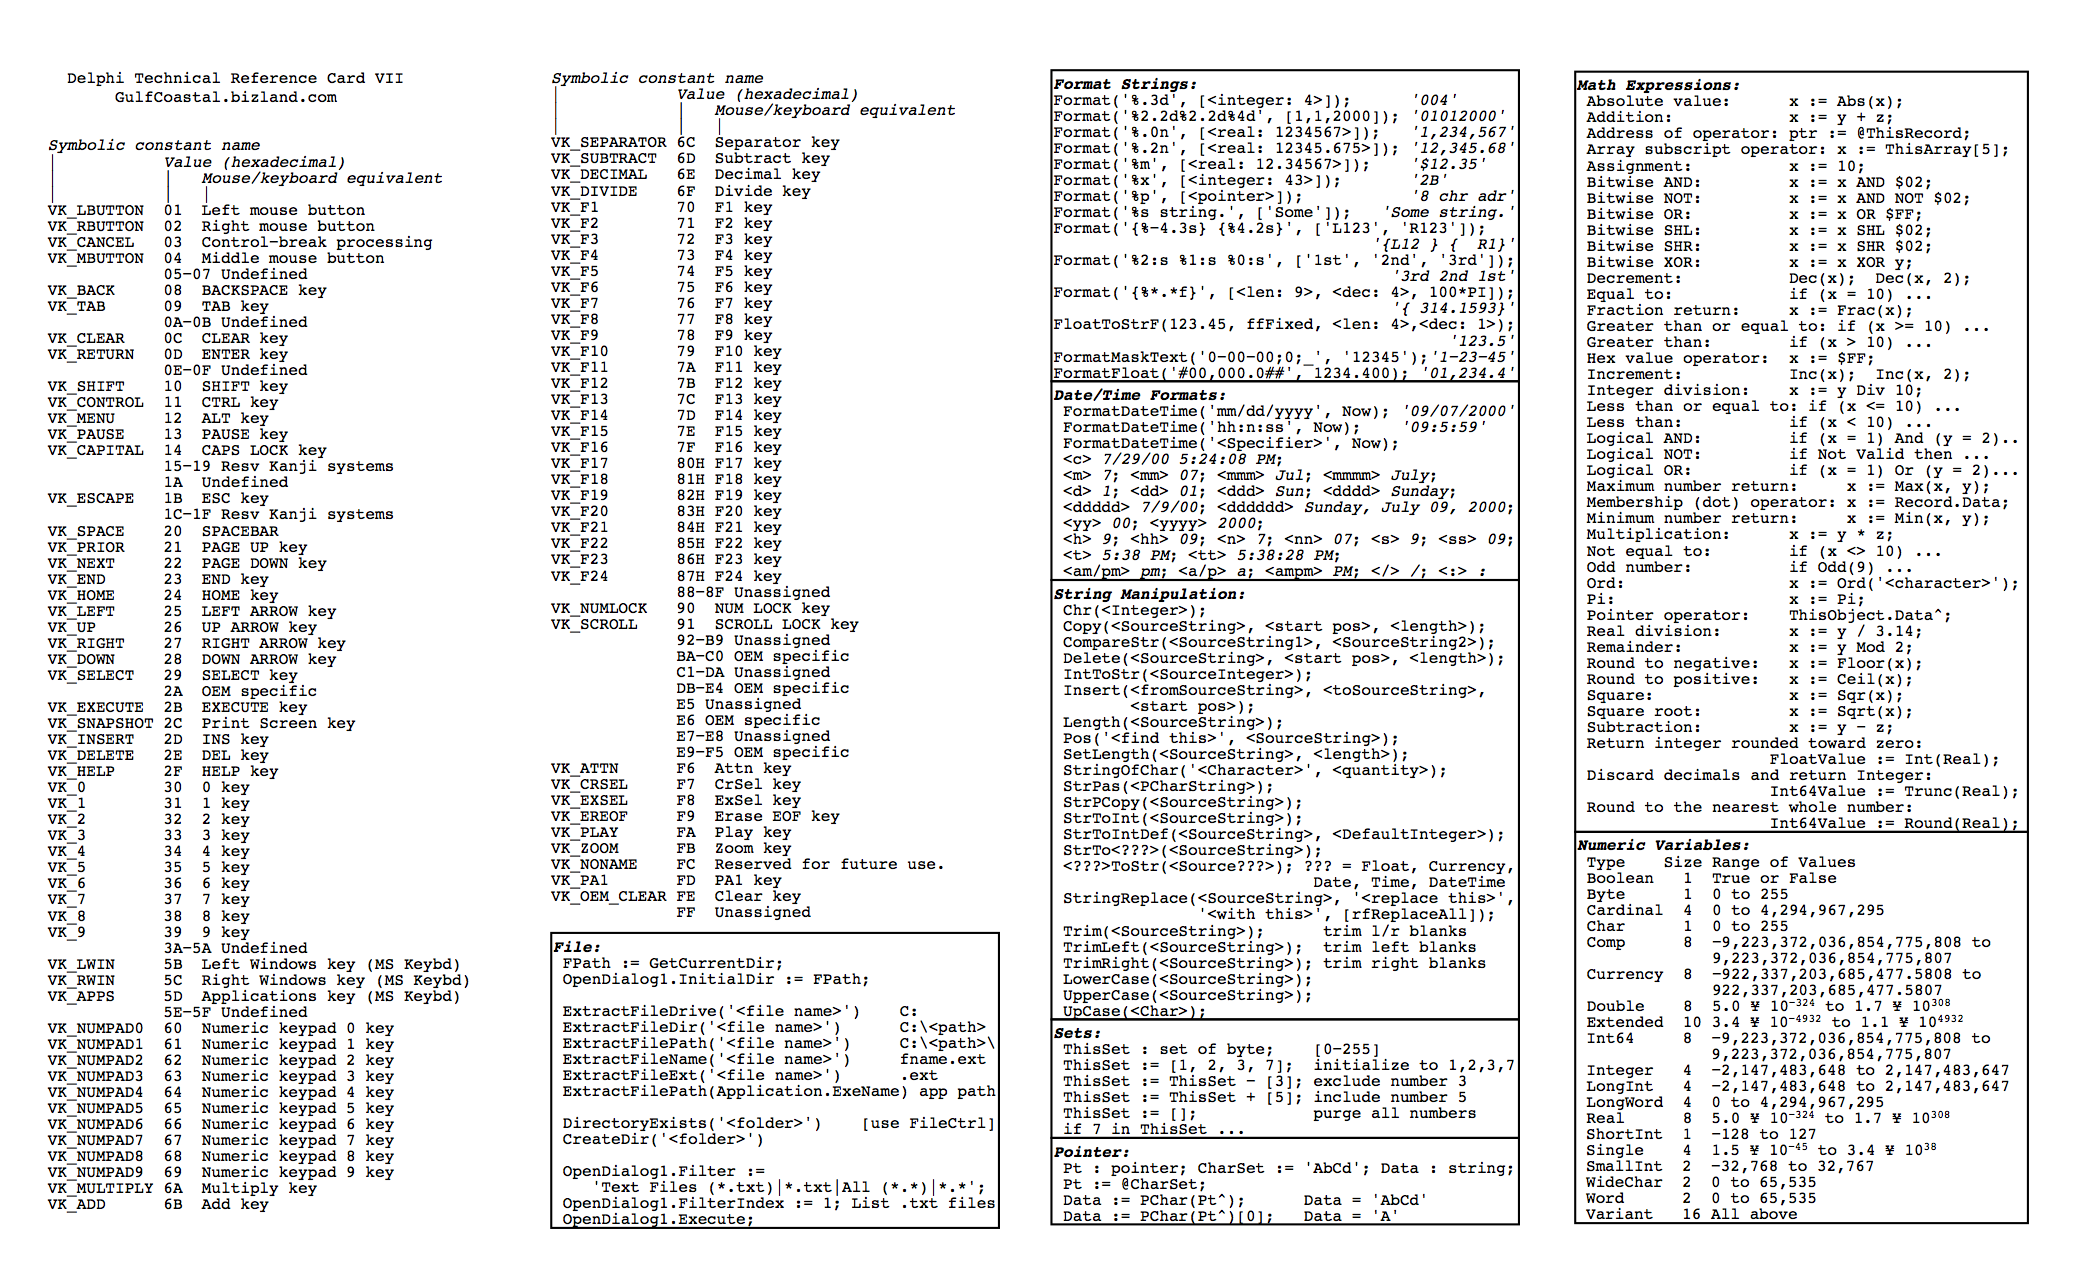 Delphi Technical Reference Card VII
GulfCoastal.bizland.com
Symbolic constant name
Value (hexadecimal)
Mouse/keyboard equivalent
VK_LBUTTON 01 Left mouse button
VK_RBUTTON 02 Right mouse button
VK_CANCEL 03 Control-break processing
VK_MBUTTON 04 Middle mouse button
05-07 Undefined
VK_BACK 08 BACKSPACE key
VK_TAB 09 TAB key
0A-0B Undefined
VK_CLEAR 0C CLEAR key
VK_RETURN 0D ENTER key
0E-0F Undefined
VK_SHIFT 10 SHIFT key
VK_CONTROL 11 CTRL key
VK_MENU 12 ALT key
VK_PAUSE 13 PAUSE key
VK_CAPITAL 14 CAPS LOCK key
15-19 Resv Kanji systems
1A Undefined
VK_ESCAPE 1B ESC key
1C-1F Resv Kanji systems
VK_SPACE 20 SPACEBAR
VK_PRIOR 21 PAGE UP key
VK_NEXT 22 PAGE DOWN key
VK_END 23 END key
VK_HOME 24 HOME key
VK_LEFT 25 LEFT ARROW key
VK_UP 26 UP ARROW key
VK_RIGHT 27 RIGHT ARROW key
VK_DOWN 28 DOWN ARROW key
VK_SELECT 29 SELECT key
2A OEM specific
VK_EXECUTE 2B EXECUTE key
VK_SNAPSHOT 2C Print Screen key
VK_INSERT 2D INS key
VK_DELETE 2E DEL key
VK_HELP 2F HELP key
VK_0 30 0 key
VK_1 31 1 key
VK_2 32 2 key
VK_3 33 3 key
VK_4 34 4 key
VK_5 35 5 key
VK_6 36 6 key
VK_7 37 7 key
VK_8 38 8 key
VK_9 39 9 key
3A-5A Undefined
VK_LWIN 5B Left Windows key (MS Keybd)
VK_RWIN 5C Right Windows key (MS Keybd)
VK_APPS 5D Applications key (MS Keybd)
5E-5F Undefined
VK_NUMPAD0 60 Numeric keypad 0 key
VK_NUMPAD1 61 Numeric keypad 1 key
VK_NUMPAD2 62 Numeric keypad 2 key
VK_NUMPAD3 63 Numeric keypad 3 key
VK_NUMPAD4 64 Numeric keypad 4 key
VK_NUMPAD5 65 Numeric keypad 5 key
VK_NUMPAD6 66 Numeric keypad 6 key
VK_NUMPAD7 67 Numeric keypad 7 key
VK_NUMPAD8 68 Numeric keypad 8 key
VK_NUMPAD9 69 Numeric keypad 9 key
VK_MULTIPLY 6A Multiply key
VK_ADD 6B Add key
Symbolic constant name
Value (hexadecimal)
Mouse/keyboard equivalent
VK_SEPARATOR 6C Separator key
VK_SUBTRACT 6D Subtract key
VK_DECIMAL 6E Decimal key
VK_DIVIDE 6F Divide key
VK_F1 70 F1 key
VK_F2 71 F2 key
VK_F3 72 F3 key
VK_F4 73 F4 key
VK_F5 74 F5 key
VK_F6 75 F6 key
VK_F7 76 F7 key
VK_F8 77 F8 key
VK_F9 78 F9 key
VK_F10 79 F10 key
VK_F11 7A F11 key
VK_F12 7B F12 key
VK_F13 7C F13 key
VK_F14 7D F14 key
VK_F15 7E F15 key
VK_F16 7F F16 key
VK_F17 80H F17 key
VK_F18 81H F18 key
VK_F19 82H F19 key
VK_F20 83H F20 key
VK_F21 84H F21 key
VK_F22 85H F22 key
VK_F23 86H F23 key
VK_F24 87H F24 key
88-8F Unassigned
VK_NUMLOCK 90 NUM LOCK key
VK_SCROLL 91 SCROLL LOCK key
92-B9 Unassigned
BA-C0 OEM specific
C1-DA Unassigned
DB-E4 OEM specific
E5 Unassigned
E6 OEM specific
E7-E8 Unassigned
E9-F5 OEM specific
VK_ATTN F6 Attn key
VK_CRSEL F7 CrSel key
VK_EXSEL F8 ExSel key
VK_EREOF F9 Erase EOF key
VK_PLAY FA Play key
VK_ZOOM FB Zoom key
VK_NONAME FC Reserved for future use.
VK_PA1 FD PA1 key
VK_OEM_CLEAR FE Clear key
FF Unassigned
File:
FPath := GetCurrentDir;
OpenDialog1.InitialDir := FPath;
ExtractFileDrive('<file name>') C:
ExtractFileDir('<file name>') C:\<path>
ExtractFilePath('<file name>') C:\<path>\
ExtractFileName('<file name>') fname.ext
ExtractFileExt('<file name>') .ext
ExtractFilePath(Application.ExeName) app path
DirectoryExists('<folder>') [use FileCtrl]
CreateDir('<folder>')
OpenDialog1.Filter :=
'Text Files (*.txt)|*.txt|All (*.*)|*.*';
OpenDialog1.FilterIndex := 1; List .txt files
OpenDialog1.Execute;
Format Strings:
Format('%.3d', [<integer: 4>]); '004'
Format('%2.2d%2.2d%4d', [1,1,2000]); '01012000'
Format('%.0n', [<real: 1234567>]); '1,234,567'
Format('%.2n', [<real: 12345.675>]); '12,345.68'
Format('%m', [<real: 12.34567>]); '$12.35'
Format('%x', [<integer: 43>]); '2B'
Format('%p', [<pointer>]); '8 chr adr'
Format('%s string.', ['Some']); 'Some string.'
Format('{%-4.3s} {%4.2s}', ['L123', 'R123']);
'{L12 } {  R1}'
Format('%2:s %1:s %0:s', ['1st', '2nd', '3rd']);
'3rd 2nd 1st'
Format('{%*.*f}', [<len: 9>, <dec: 4>, 100*PI]);
'{ 314.1593}'
FloatToStrF(123.45, ffFixed, <len: 4>,<dec: 1>);
'123.5'
FormatMaskText('0-00-00;0;_', '12345');'1-23-45'
FormatFloat('#00,000.0##', 1234.400); '01,234.4'
Date/Time Formats:
FormatDateTime('mm/dd/yyyy', Now); '09/07/2000'
FormatDateTime('hh:n:ss', Now); '09:5:59'
FormatDateTime('<Specifier>', Now);
<c> 7/29/00 5:24:08 PM;
<m> 7; <mm> 07; <mmm> Jul; <mmmm> July;
<d> 1; <dd> 01; <ddd> Sun; <dddd> Sunday;
<ddddd> 7/9/00; <dddddd> Sunday, July 09, 2000;
<yy> 00; <yyyy> 2000;
<h> 9; <hh> 09; <n> 7; <nn> 07; <s> 9; <ss> 09;
<t> 5:38 PM; <tt> 5:38:28 PM;
<am/pm> pm; <a/p> a; <ampm> PM; </> /; <:> :
String Manipulation:
Chr(<Integer>);
Copy(<SourceString>, <start pos>, <length>);
CompareStr(<SourceString1>, <SourceString2>);
Delete(<SourceString>, <start pos>, <length>);
IntToStr(<SourceInteger>);
Insert(<fromSourceString>, <toSourceString>,
<start pos>);
Length(<SourceString>);
Pos('<find this>', <SourceString>);
SetLength(<SourceString>, <length>);
StringOfChar('<Character>', <quantity>);
StrPas(<PCharString>);
StrPCopy(<SourceString>);
StrToInt(<SourceString>);
StrToIntDef(<SourceString>, <DefaultInteger>);
StrTo<???>(<SourceString>);
<???>ToStr(<Source???>); ??? = Float, Currency,
Date, Time, DateTime
StringReplace(<SourceString>, '<replace this>',
'<with this>', [rfReplaceAll]);
Trim(<SourceString>); trim l/r blanks
TrimLeft(<SourceString>); trim left blanks
TrimRight(<SourceString>); trim right blanks
LowerCase(<SourceString>);
UpperCase(<SourceString>);
UpCase(<Char>);
Sets:
ThisSet : set of byte; [0-255]
ThisSet := [1, 2, 3, 7]; initialize to 1,2,3,7
ThisSet := ThisSet - [3]; exclude number 3
ThisSet := ThisSet + [5]; include number 5
ThisSet := []; purge all numbers
if 7 in ThisSet ...
Pointer:
Pt : pointer; CharSet := 'AbCd'; Data : string;
Pt := @CharSet;
Data := PChar(Pt^); Data = 'AbCd'
Data := PChar(Pt^)[0]; Data = 'A'
Math Expressions:
Absolute value: x := Abs(x);
Addition: x := y + z;
Address of operator: ptr := @ThisRecord;
Array subscript operator: x := ThisArray[5];
Assignment: x := 10;
Bitwise AND: x := x AND $02;
Bitwise NOT: x := x AND NOT $02;
Bitwise OR: x := x OR $FF;
Bitwise SHL: x := x SHL $02;
Bitwise SHR: x := x SHR $02;
Bitwise XOR: x := x XOR y;
Decrement: Dec(x); Dec(x, 2);
Equal to: if (x = 10) ...
Fraction return: x := Frac(x);
Greater than or equal to: if (x >= 10) ...
Greater than: if (x > 10) ...
Hex value operator: x := $FF;
Increment: Inc(x); Inc(x, 2);
Integer division: x := y Div 10;
Less than or equal to: if (x <= 10) ...
Less than: if (x < 10) ...
Logical AND: if (x = 1) And (y = 2)..
Logical NOT: if Not Valid then ...
Logical OR: if (x = 1) Or (y = 2)...
Maximum number return: x := Max(x, y);
Membership (dot) operator: x := Record.Data;
Minimum number return: x := Min(x, y);
Multiplication: x := y * z;
Not equal to: if (x <> 10) ...
Odd number: if Odd(9) ...
Ord: x := Ord('<character>');
Pi: x := Pi;
Pointer operator: ThisObject.Data^;
Real division: x := y / 3.14;
Remainder: x := y Mod 2;
Round to negative: x := Floor(x);
Round to positive: x := Ceil(x);
Square: x := Sqr(x);
Square root: x := Sqrt(x);
Subtraction: x := y - z;
Return integer rounded toward zero:
FloatValue := Int(Real);
Discard decimals and return Integer:
Int64Value := Trunc(Real);
Round to the nearest whole number:
Int64Value := Round(Real);
Numeric Variables:
Type Size Range of Values
Boolean 1 True or False
Byte 1 0 to 255
Cardinal 4 0 to 4,294,967,295
Char 1 0 to 255
Comp 8 -9,223,372,036,854,775,808 to
9,223,372,036,854,775,807
Currency 8 -922,337,203,685,477.5808 to
922,337,203,685,477.5807
Double 8 5.0 ¥ 10⁻³²⁴ to 1.7 ¥ 10³⁰⁸
Extended 10 3.4 ¥ 10⁻⁴⁹³² to 1.1 ¥ 10⁴⁹³²
Int64 8 -9,223,372,036,854,775,808 to
9,223,372,036,854,775,807
Integer 4 -2,147,483,648 to 2,147,483,647
LongInt 4 -2,147,483,648 to 2,147,483,647
LongWord 4 0 to 4,294,967,295
Real 8 5.0 ¥ 10⁻³²⁴ to 1.7 ¥ 10³⁰⁸
ShortInt 1 -128 to 127
Single 4 1.5 ¥ 10⁻⁴⁵ to 3.4 ¥ 10³⁸
SmallInt 2 -32,768 to 32,767
WideChar 2 0 to 65,535
Word 2 0 to 65,535
Variant 16 All above